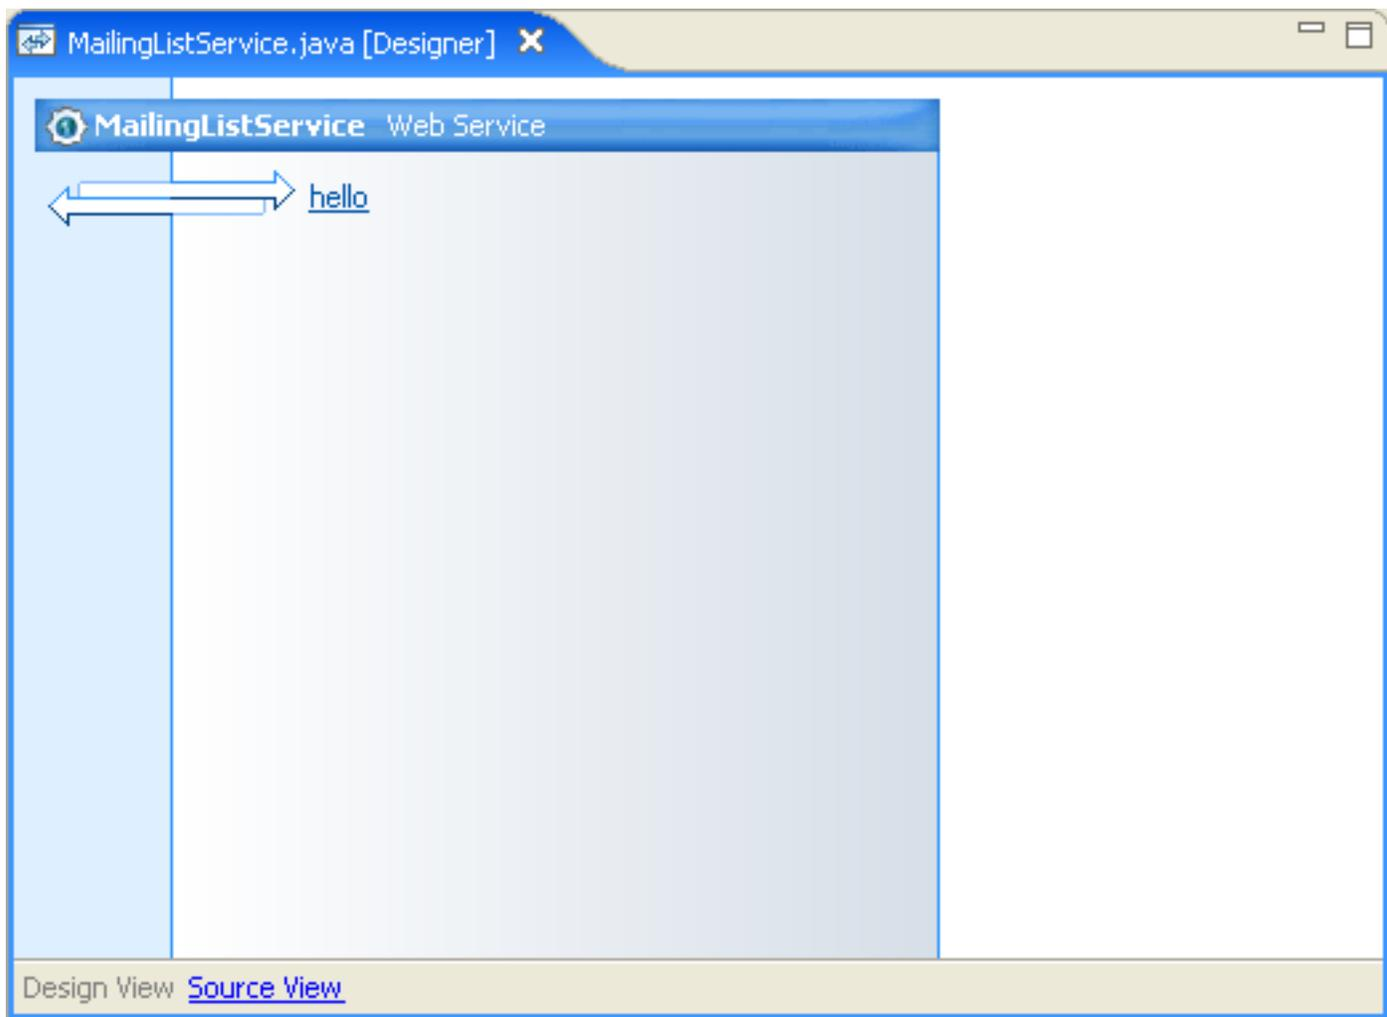 MailingListService.java [Designer]
MailingListService Web Service
hello
Design View Source View